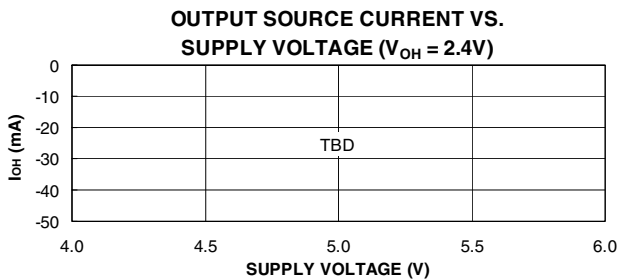 OUTPUT SOURCE CURRENT VS.
SUPPLY VOLTAGE (VOH = 2.4V)
IOH (mA)
0
-10
-20
-30
-40
-50
TBD
4.0 4.5 5.0 5.5 6.0
SUPPLY VOLTAGE (V)